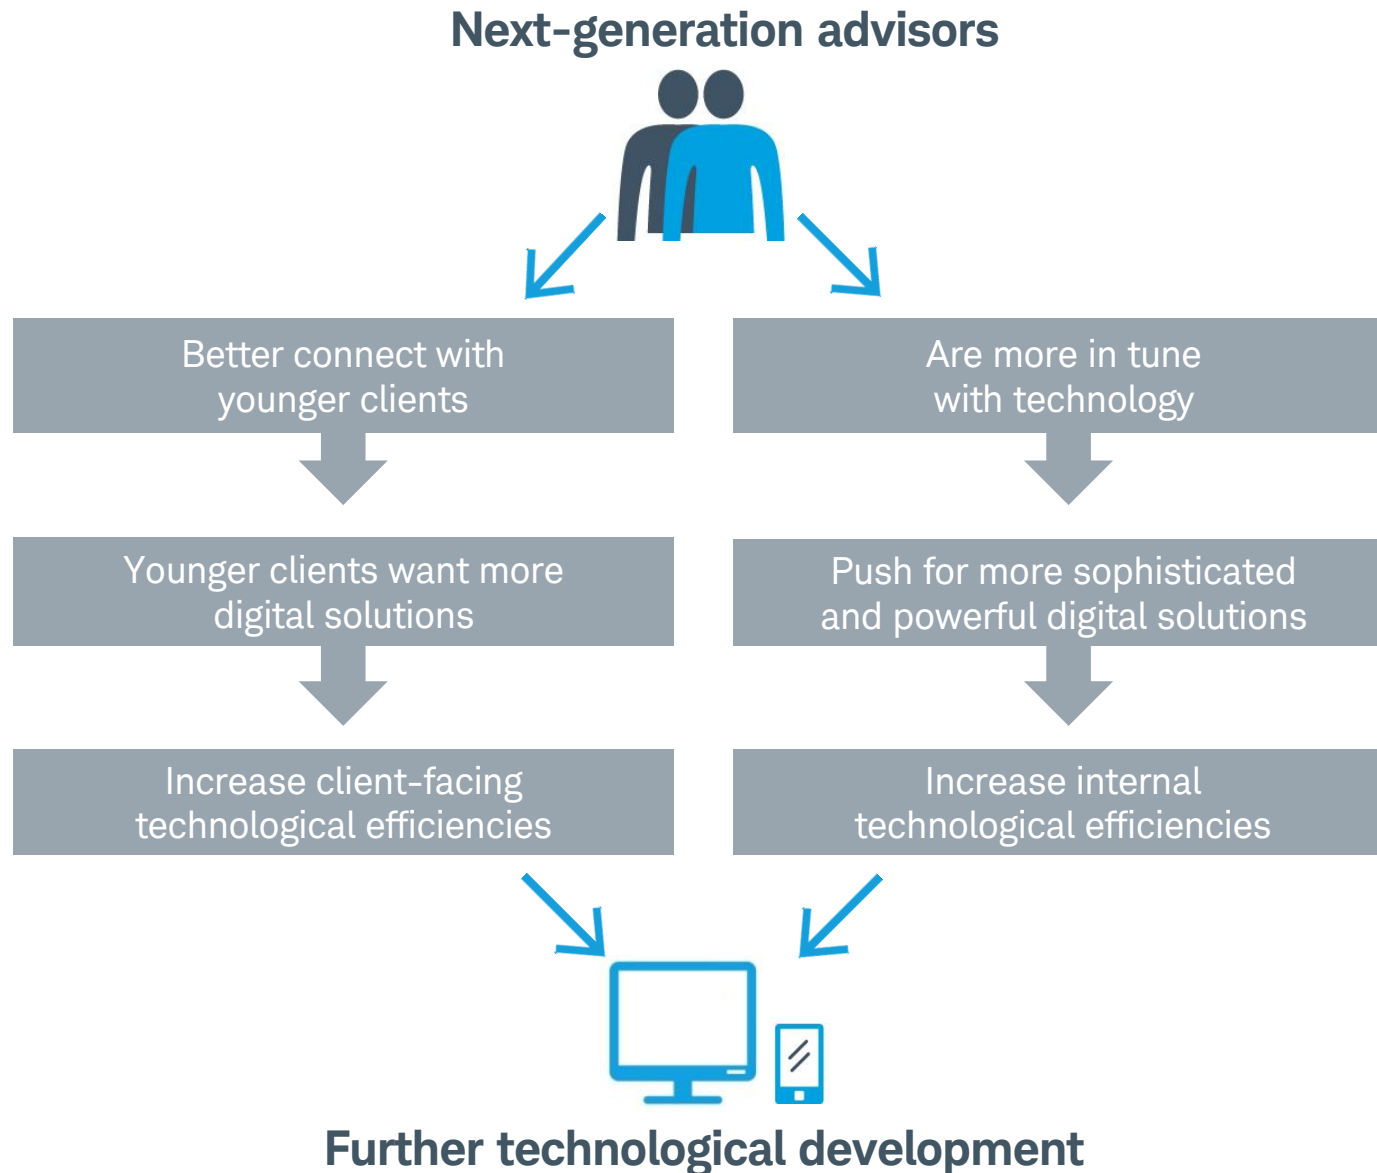 Next-generation advisors
Better connect with
younger clients
Are more in tune
with technology
Younger clients want more
digital solutions
Push for more sophisticated
and powerful digital solutions
Increase client-facing
technological efficiencies
Increase internal
technological efficiencies
Further technological development